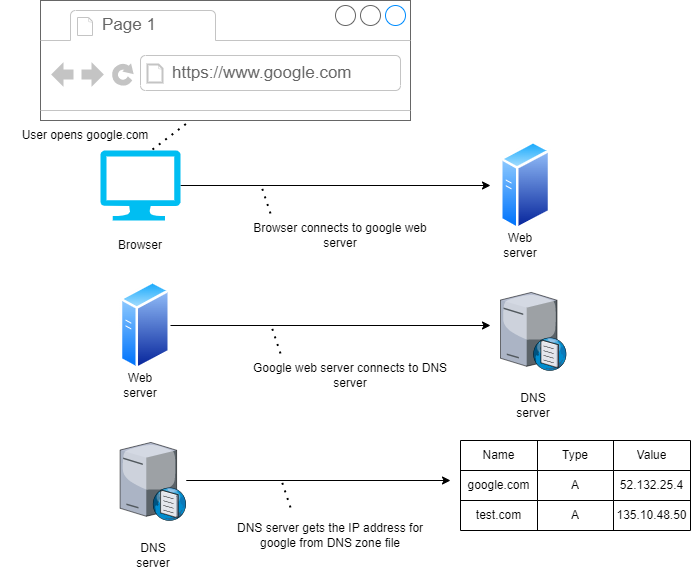 Page 1
https://www.google.com
User opens google.com
Browser connects to google web
server
Browser
Web
server
Google web server connects to DNS
server
Web
server
DNS
server
Name Type Value
google.com A 52.132.25.4
test.com A 135.10.48.50
DNS server gets the IP address for
google from DNS zone file
DNS
server